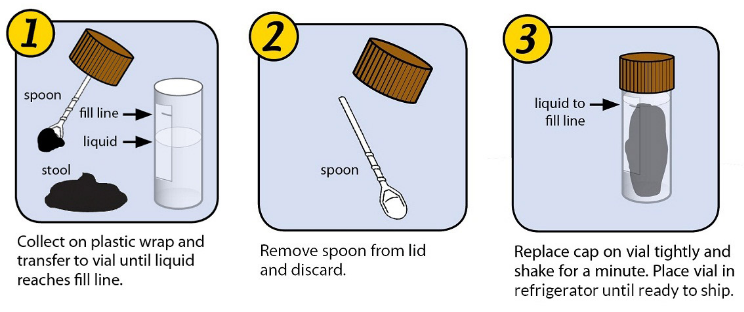 1
spoon
fill line
liquid
stool
Collect on plastic wrap and
transfer to vial until liquid
reaches fill line.
2
spoon
Remove spoon from lid
and discard.
3
liquid to
fill line
Replace cap on vial tightly and
shake for a minute. Place vial in
refrigerator until ready to ship.